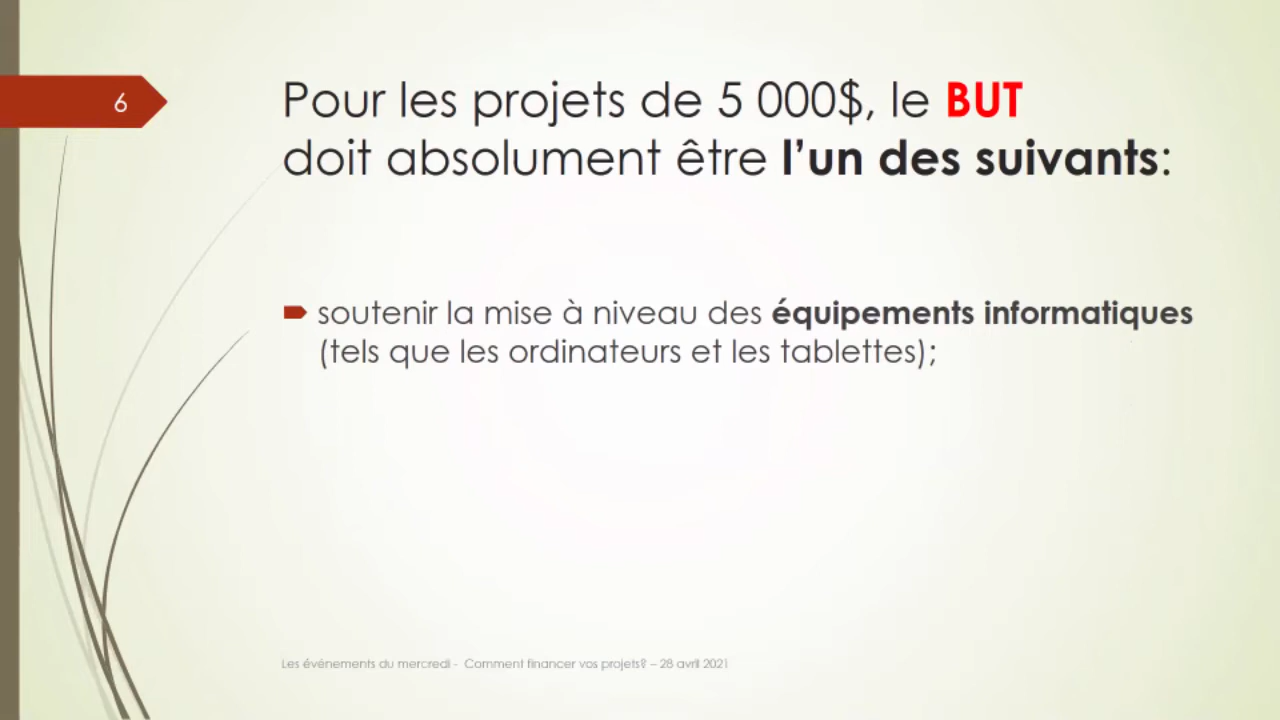 6
Pour les projets de 5 000$, le BUT
doit absolument être l'un des suivants:
soutenir la mise à niveau des équipements informatiques
(tels que les ordinateurs et les tablettes);
Les événements du mercredi - Comment financer vos projets? – 28 avril 2021